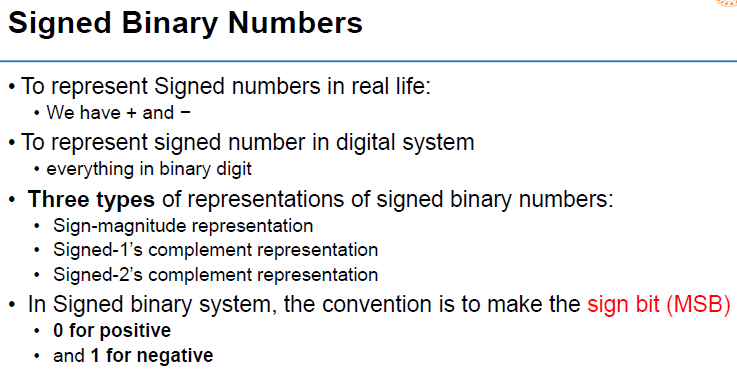 Signed Binary Numbers
• To represent Signed numbers in real life:
• We have + and −
• To represent signed number in digital system
• everything in binary digit
• Three types of representations of signed binary numbers:
• Sign-magnitude representation
• Signed-1’s complement representation
• Signed-2’s complement representation
• In Signed binary system, the convention is to make the sign bit (MSB)
• 0 for positive
• and 1 for negative